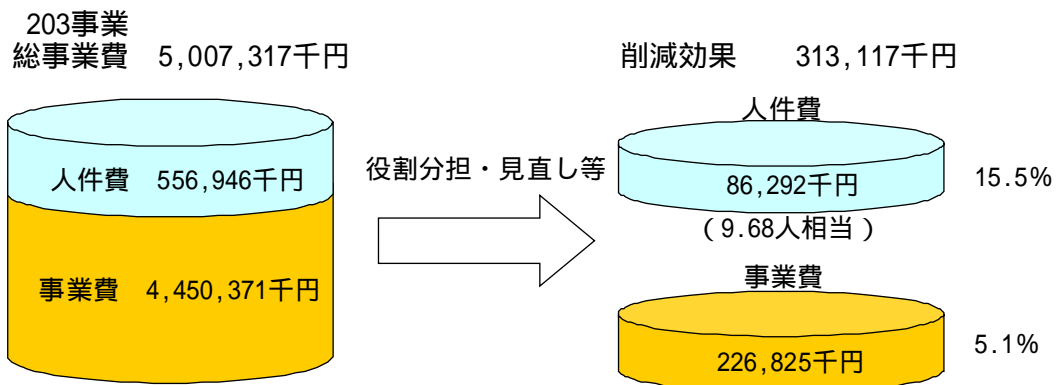 203事業
総事業費 5,007,317千円
人件費 556,946千円
事業費 4,450,371千円
役割分担・見直し等
削減効果 313,117千円
人件費
86,292千円
15.5%
(9.68人相当)
事業費
226,825千円
5.1%